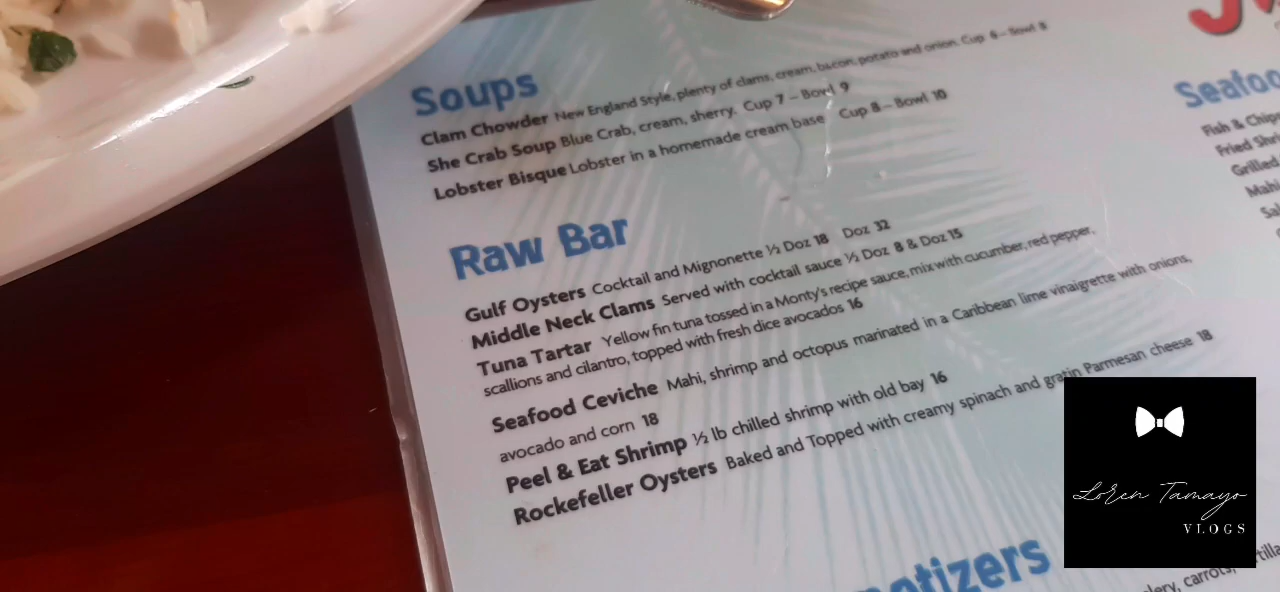 Soups
Clam Chowder New England Style, plenty of clams, cream, bacon, potato and onion. Cup 6 – Bowl 8
She Crab Soup Blue Crab, cream, sherry. Cup 7 – Bowl 9
Lobster Bisque Lobster in a homemade cream base Cup 8 – Bowl 10
Raw Bar
Gulf Oysters Cocktail and Mignonette ½ Doz 18 Doz 32
Middle Neck Clams Served with cocktail sauce ½ Doz 8 & Doz 15
Tuna Tartar Yellow fin tuna tossed in a Monty's recipe sauce, mix with cucumber, red pepper,
scallions and cilantro, topped with fresh dice avocados 16
Seafood Ceviche Mahi, shrimp and octopus marinated in a Caribbean lime vinaigrette with onions,
avocado and corn 18
Peel & Eat Shrimp ½ lb chilled shrimp with old bay 16
Rockefeller Oysters Baked and Topped with creamy spinach and gratin Parmesan cheese 18
Fish & Chips
Grilled
carrots,
Loren Tamayo
VLOGS